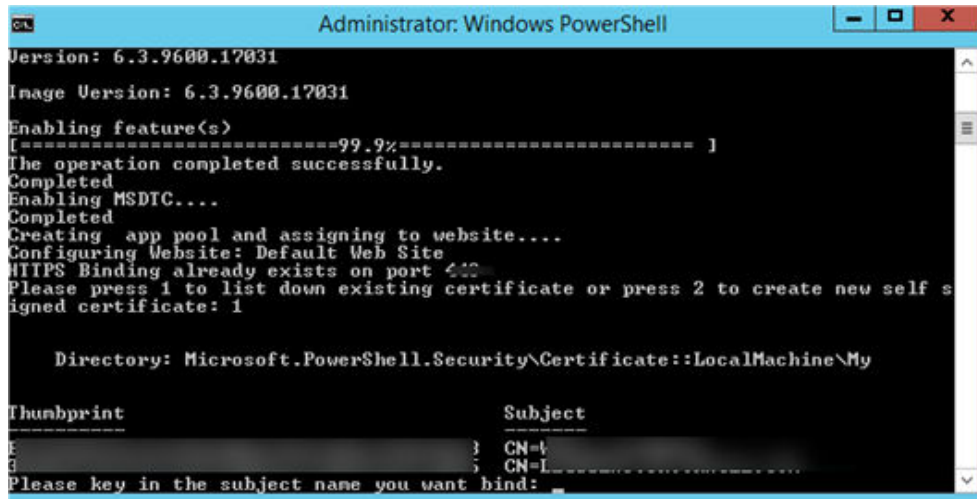 Administrator: Windows PowerShell
Version: 6.3.9600.17031
Image Version: 6.3.9600.17031
Enabling feature(s)
[===========================99.9%========================= ]
The operation completed successfully.
Completed
Enabling MSDTC....
Completed
Creating  app pool and assigning to website....
Configuring Website: Default Web Site
HTTPS Binding already exists on port
Please press 1 to list down existing certificate or press 2 to create new self s
igned certificate: 1
Directory: Microsoft.PowerShell.Security\Certificate::LocalMachine\My
Thumbprint Subject
---------- -------
CN=
CN=
Please key in the subject name you want bind: _